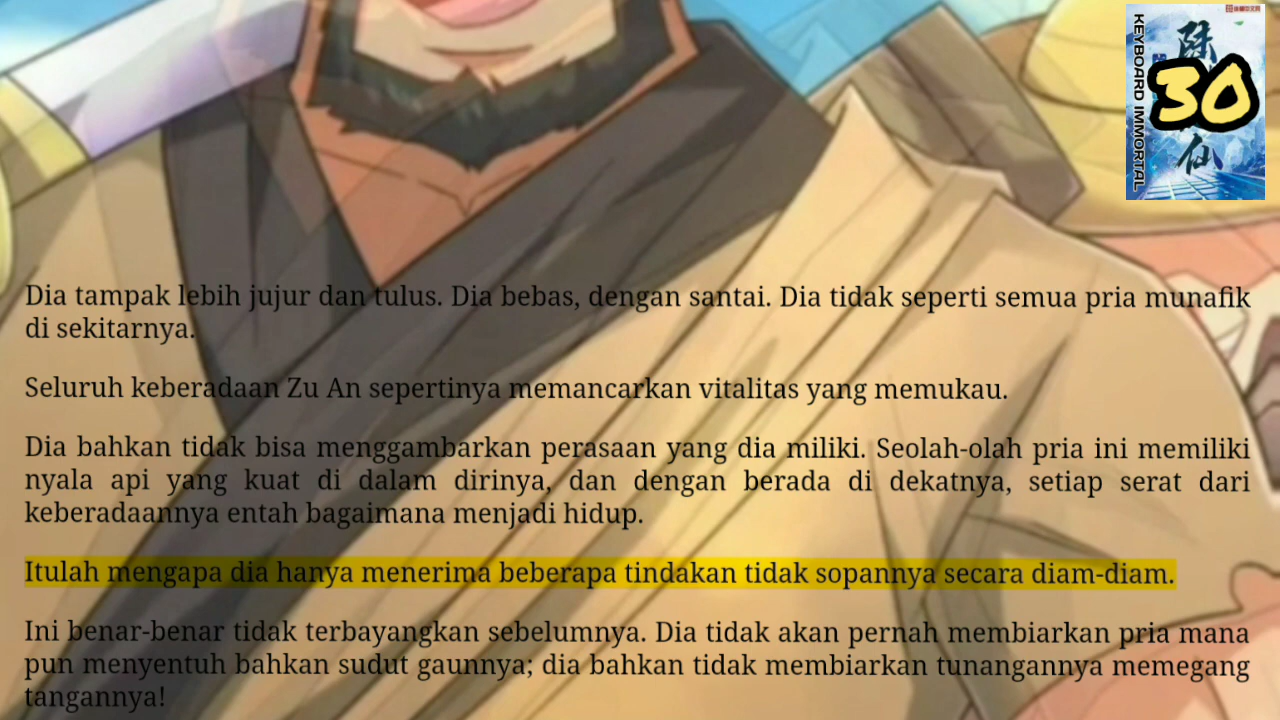 KEYBOARD IMMORTAL
陆
30
仙
Dia tampak lebih jujur dan tulus. Dia bebas, dengan santai. Dia tidak seperti semua pria munafik
di sekitarnya.
Seluruh keberadaan Zu An sepertinya memancarkan vitalitas yang memukau.
Dia bahkan tidak bisa menggambarkan perasaan yang dia miliki. Seolah-olah pria ini memiliki
nyala api yang kuat di dalam dirinya, dan dengan berada di dekatnya, setiap serat dari
keberadaannya entah bagaimana menjadi hidup.
Itulah mengapa dia hanya menerima beberapa tindakan tidak sopannya secara diam-diam.
Ini benar-benar tidak terbayangkan sebelumnya. Dia tidak akan pernah membiarkan pria mana
pun menyentuh bahkan sudut gaunnya; dia bahkan tidak membiarkan tunangannya memegang
tangannya!